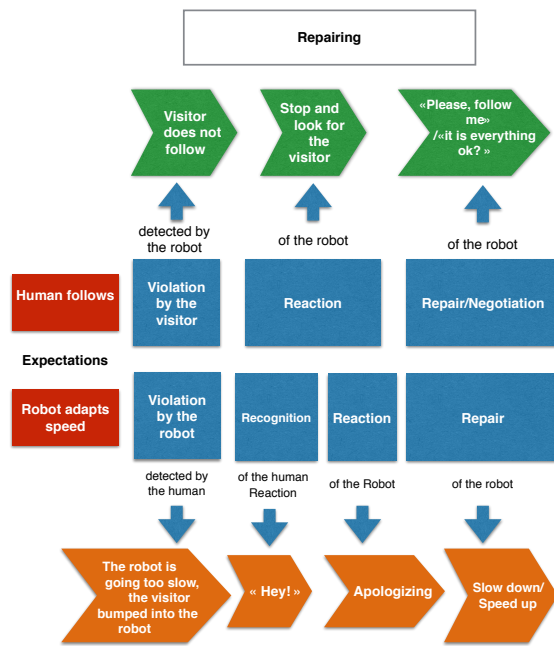 Repairing
Visitor
does not
follow
Stop and
look for
the
visitor
«Please, follow
me»
/«it is everything
ok? »
detected by
the robot
of the robot
of the robot
Human follows
Violation
by the
visitor
Reaction
Repair/Negotiation
Expectations
Robot adapts
speed
Violation
by the
robot
Recognition
Reaction
Repair
detected by
the human
of the human
Reaction
of the Robot
of the robot
The robot is
going too slow,
the visitor
bumped into the
robot
« Hey! »
Apologizing
Slow down/
Speed up